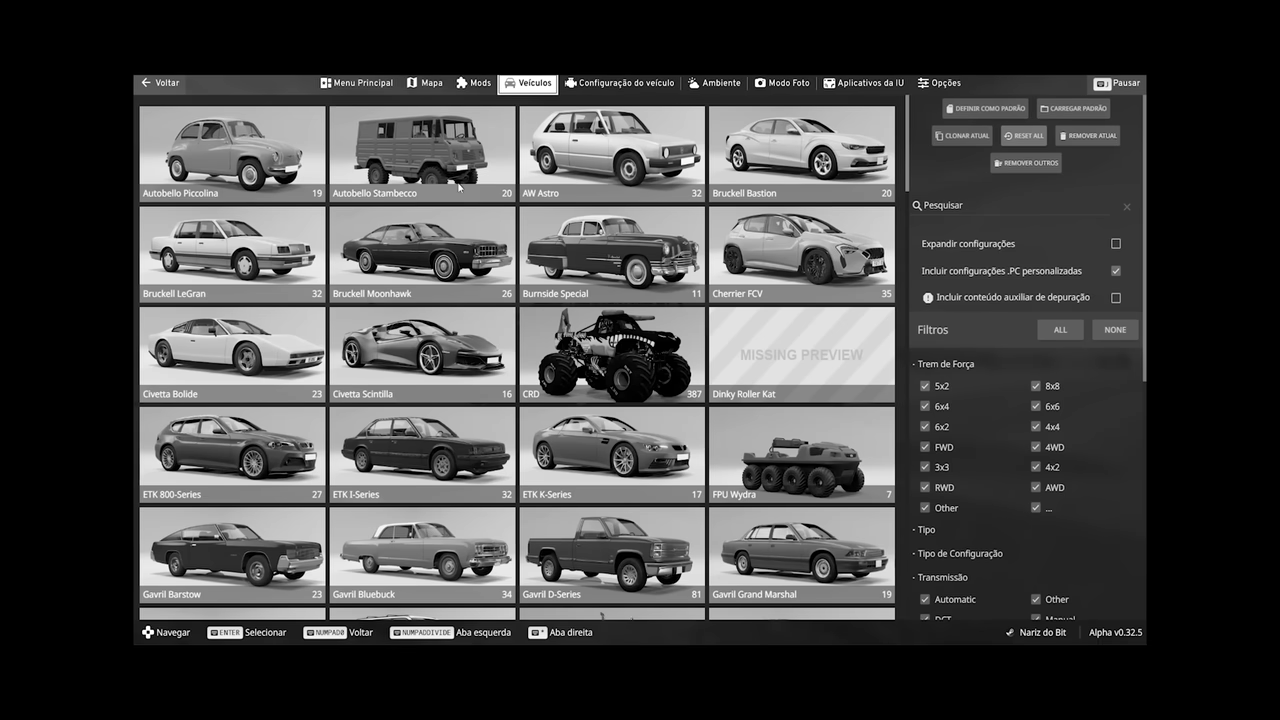 Voltar
Menu Principal Mapa Mods Veículos Configuração do veículo Ambiente Modo Foto Aplicativos da IU Opções Pausar
DEFINIR COMO PADRÃO CARREGAR PADRÃO
CLONAR ATUAL RESET ALL REMOVER ATUAL
REMOVER OUTROS
Pesquisar
Expandir configurações
Incluir configurações .PC personalizadas
Incluir conteúdo auxiliar de depuração
Filtros ALL NONE
- Trem de Força
5x2 8x8
6x4 6x6
6x2 4x4
FWD 4WD
3x3 4x2
RWD AWD
Other ...
- Tipo
- Tipo de Configuração
- Transmissão
Automatic Other
DCT Manual
Autobello Piccolina 19
Autobello Stambecco 20
AW Astro 32
Bruckell Bastion 20
Bruckell LeGran 32
Bruckell Moonhawk 26
Burnside Special 11
Cherrier FCV 35
Civetta Bolide 23
Civetta Scintilla 16
CRD 387
MISSING PREVIEW
Dinky Roller Kat
ETK 800-Series 27
ETK I-Series 32
ETK K-Series 17
FPU Wydra 7
Gavril Barstow 23
Gavril Bluebuck 34
Gavril D-Series 81
Gavril Grand Marshal 19
Navegar ENTER Selecionar NUMPAD0 Voltar NUMPADDIVIDE Aba esquerda * Aba direita
Nariz do Bit Alpha v0.32.5